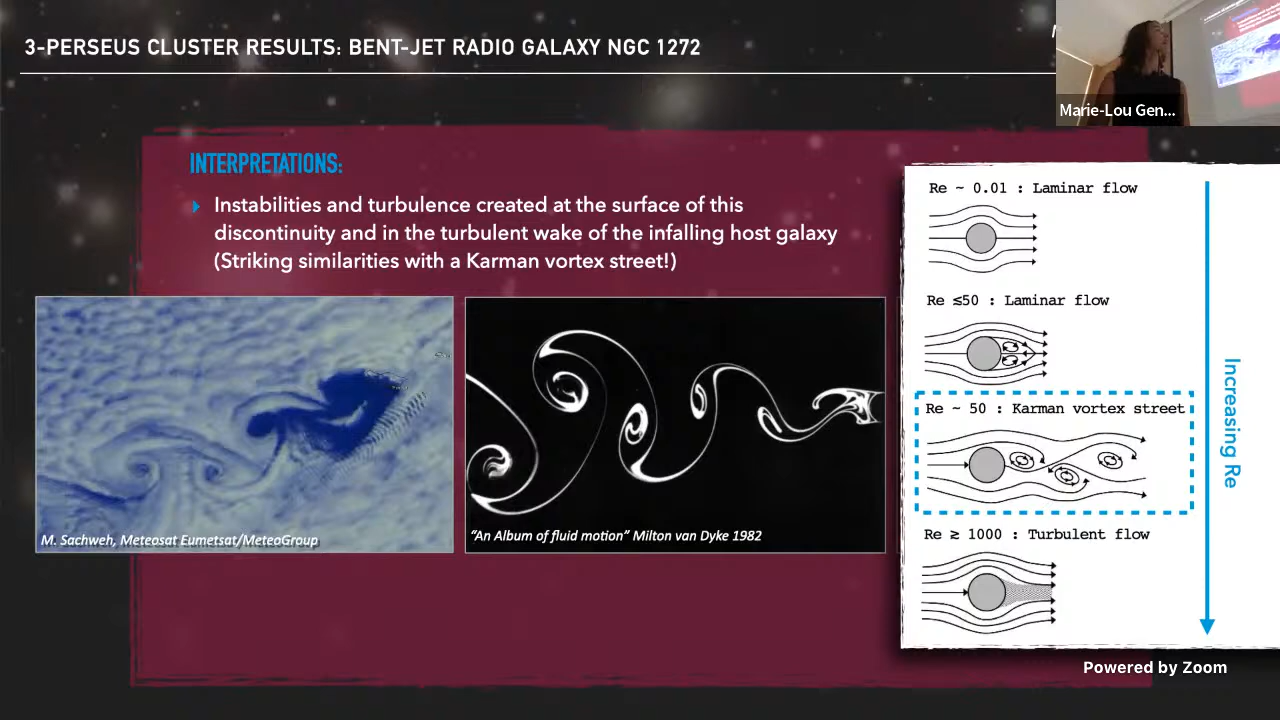 3-PERSEUS CLUSTER RESULTS: BENT-JET RADIO GALAXY NGC 1272
Marie-Lou Gen...
INTERPRETATIONS:
Instabilities and turbulence created at the surface of this
discontinuity and in the turbulent wake of the infalling host galaxy
(Striking similarities with a Karman vortex street!)
M. Sachweh, Meteosat Eumetsat/MeteoGroup
“An Album of fluid motion” Milton van Dyke 1982
Re ~ 0.01 : Laminar flow
Re ≤50 : Laminar flow
Re ~ 50 : Karman vortex street
Re ≥ 1000 : Turbulent flow
Increasing Re
Powered by Zoom